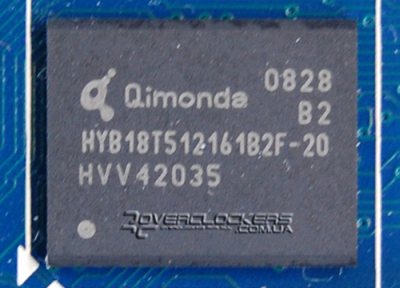 Qimonda 0828
B2
HYB18T512161B2F-20
HVV42035
OVERCLOCKERS
.COM.UA